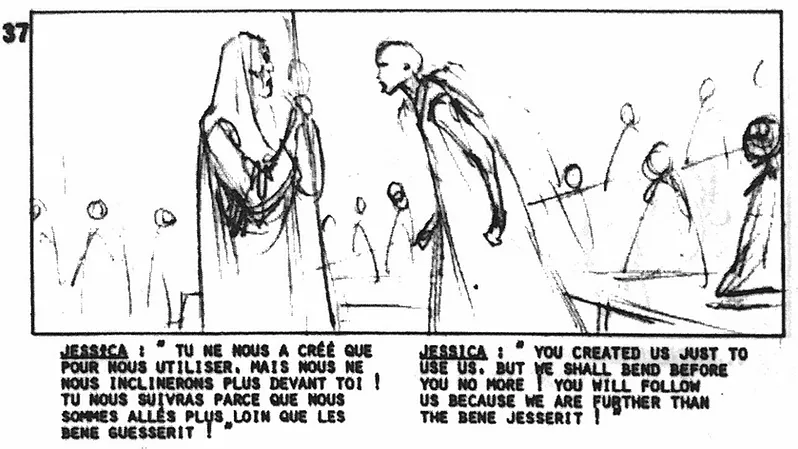 37
JESSICA : " TU NE NOUS A CRÉÉ QUE
POUR NOUS UTILISER. MAIS NOUS NE
NOUS INCLINERONS PLUS DEVANT TOI !
TU NOUS SUIVRAS PARCE QUE NOUS
SOMMES ALLÉS PLUS LOIN QUE LES
BENE GUESSERIT ! "
JESSICA : " YOU CREATED US JUST TO
USE US. BUT WE SHALL BEND BEFORE
YOU NO MORE ! YOU WILL FOLLOW
US BECAUSE WE ARE FURTHER THAN
THE BENE JESSERIT ! "